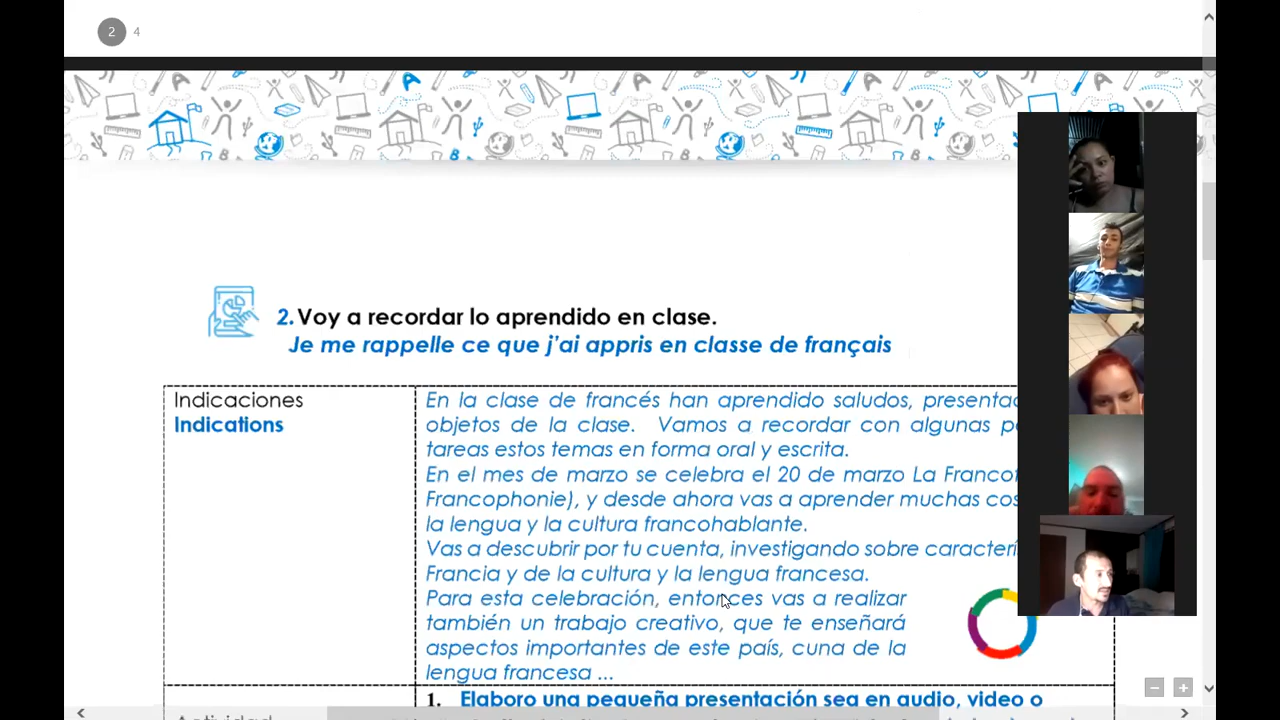 2 4
2. Voy a recordar lo aprendido en clase.
Je me rappelle ce que j'ai appris en classe de français
Indicaciones
Indications
En la clase de francés han aprendido saludos,
objetos de la clase. Vamos a recordar con algunas
tareas estos temas en forma oral y escrita.
En el mes de marzo se celebra el 20 de marzo La
Francophonie), y desde ahora vas a aprender muchas
la lengua y la cultura francohablante.
Vas a descubrir por tu cuenta, investigando sobre
Francia y de la cultura y la lengua francesa.
Para esta celebración, entonces vas a realizar
también un trabajo creativo, que te enseñará
aspectos importantes de este país, cuna de la
lengua francesa ...
1. Elaboro una pequeña presentación sea en audio, video o
Actividad